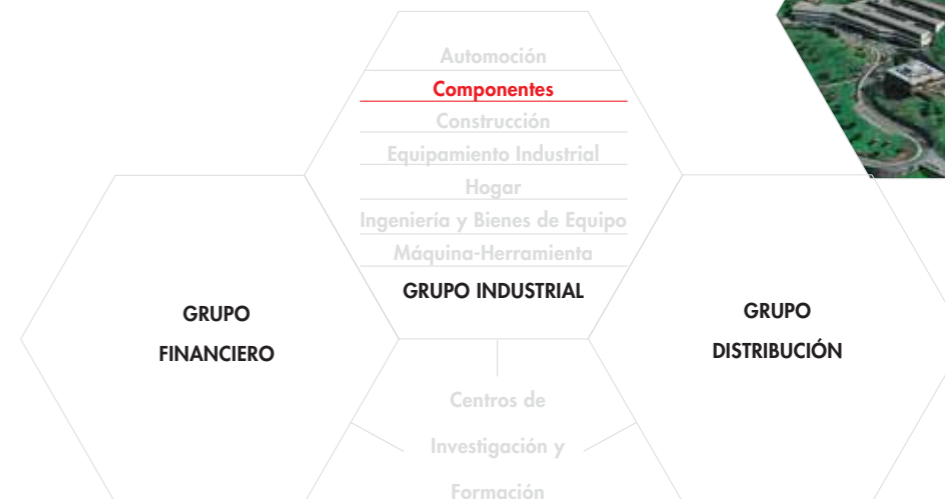 Automoción
Componentes
Construcción
Equipamiento Industrial
Hogar
Ingeniería y Bienes de Equipo
Máquina-Herramienta
GRUPO INDUSTRIAL
GRUPO
FINANCIERO
GRUPO
DISTRIBUCIÓN
Centros de
Investigación y
Formación